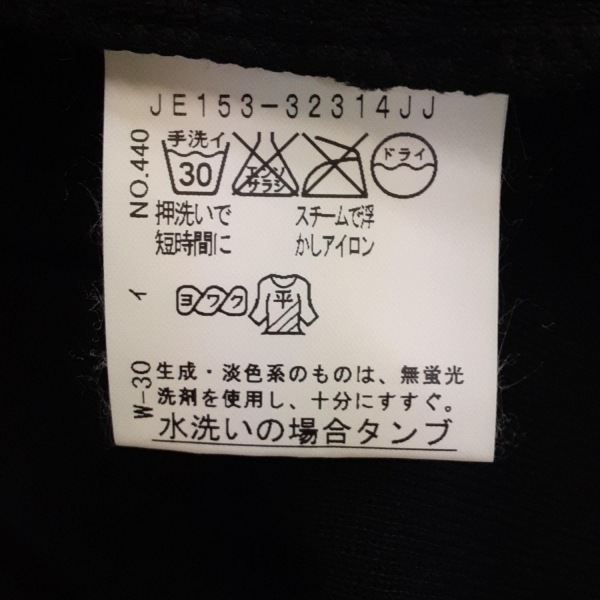 JE153-32314JJ
NO.440
手洗イ
30
エンソ
サラシ
ドライ
押洗いで
短時間に
スチームで浮
かしアイロン
イ
ヨワク
平
W-30
生成・淡色系のものは、無蛍光
洗剤を使用し、十分にすすぐ。
水洗いの場合タンブ